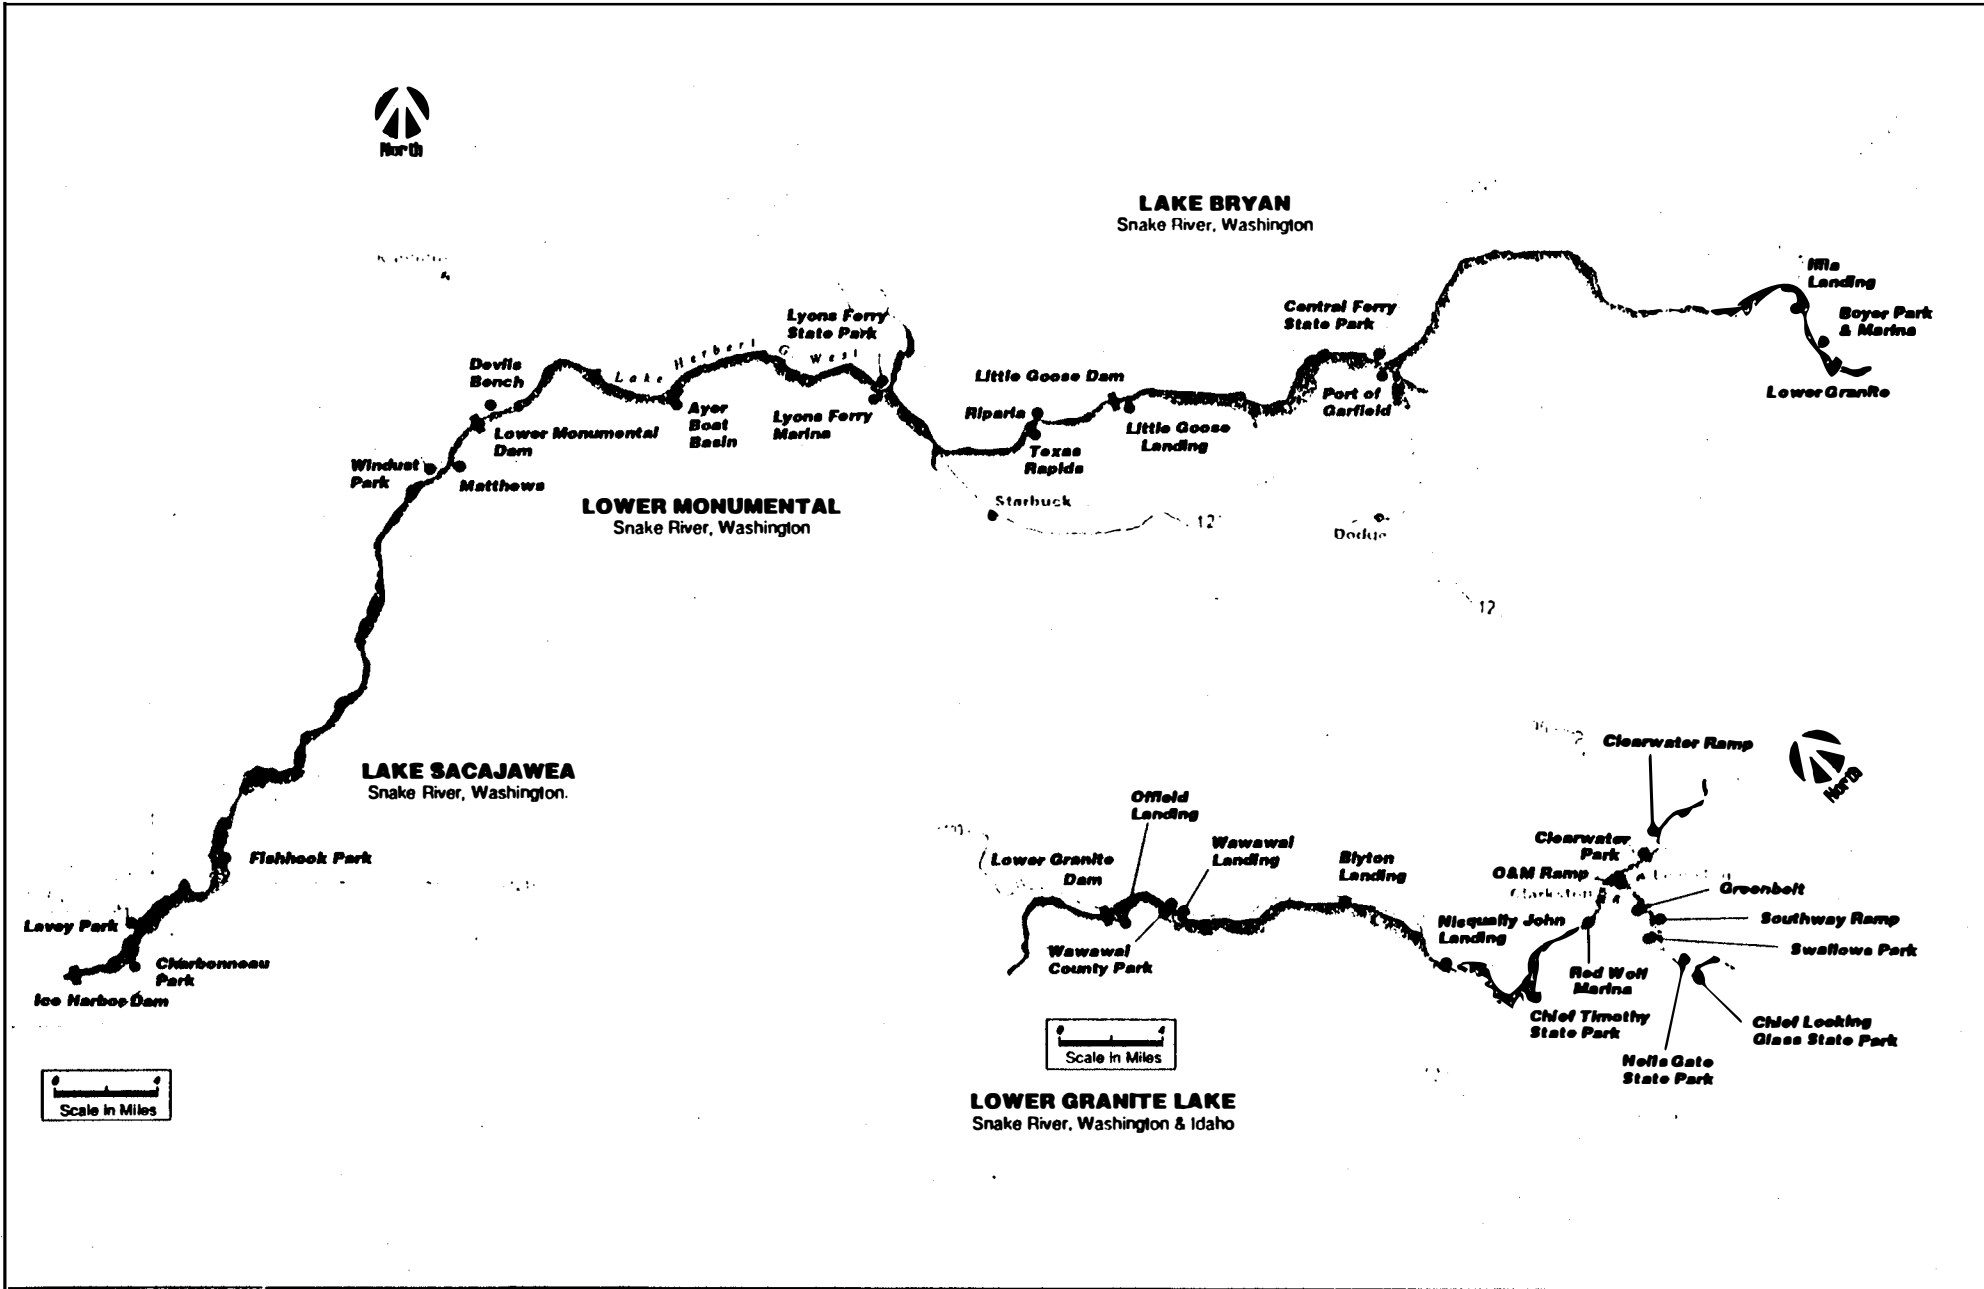 North
LAKE BRYAN
Snake River, Washington
Illia
Landing
Boyer Park
& Marina
Lower Granite
Central Ferry
State Park
Port of
Garfield
Lyons Ferry
State Park
Lake Herbert G West
Devils
Bench
Little Goose Dam
Riparia
Little Goose
Landing
Texas
Rapids
Lyons Ferry
Marina
Ayer
Boat
Basin
Lower Monumental
Dam
Windust
Park
Matthews
LOWER MONUMENTAL
Snake River, Washington
Starbuck
12
Dodge
12
LAKE SACAJAWEA
Snake River, Washington.
Fishhook Park
Levey Park
Charbonneau
Park
Ice Harbor Dam
0 4
Scale in Miles
North
Clearwater Ramp
Offield
Landing
Wawawai
Landing
Lower Granite
Dam
Blyton
Landing
Clearwater
Park
O&M Ramp
Clarkston
Greenbelt
Southway Ramp
Swallows Park
Nisqually John
Landing
Wawawai
County Park
Red Wolf
Marina
Chief Timothy
State Park
Chief Looking
Glass State Park
Hells Gate
State Park
0 4
Scale in Miles
LOWER GRANITE LAKE
Snake River, Washington & Idaho